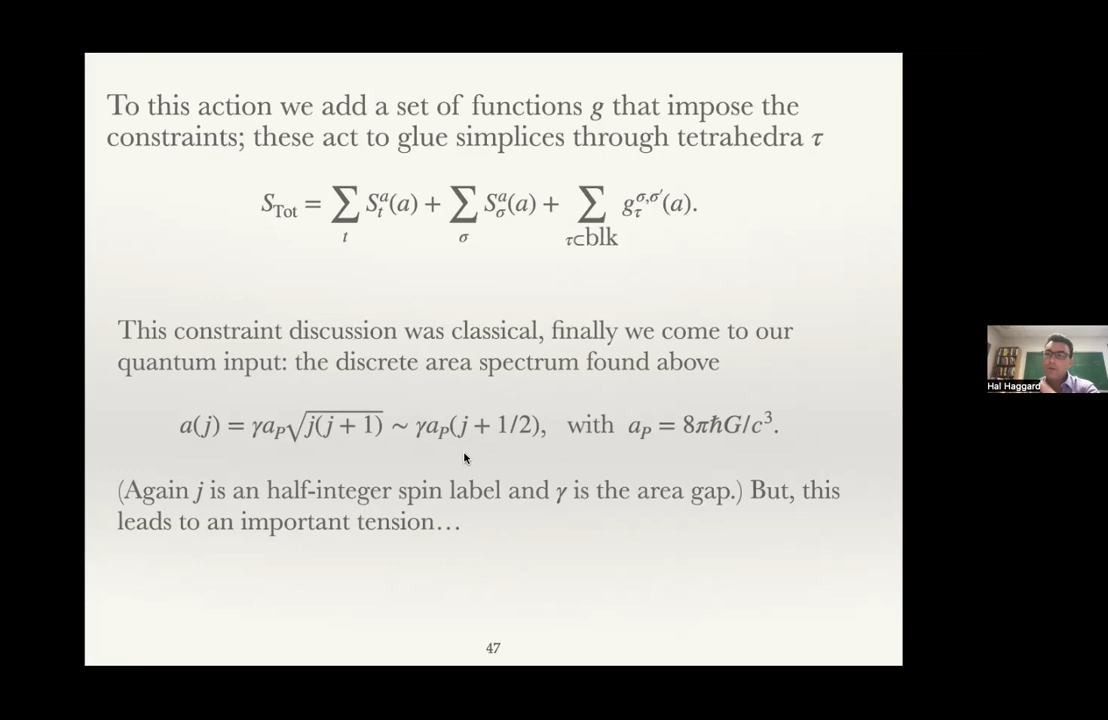 To this action we add a set of functions g that impose the
constraints; these act to glue simplices through tetrahedra τ
S_Tot = ∑_t S_t^a(a) + ∑_σ S_σ^a(a) + ∑_{τ⊂blk} g_τ^{σ,σ′}(a).
This constraint discussion was classical, finally we come to our
quantum input: the discrete area spectrum found above
a(j) = γa_P√(j(j + 1)) ~ γa_P(j + 1/2), with a_P = 8πℏG/c³.
(Again j is an half-integer spin label and γ is the area gap.) But, this
leads to an important tension…
47
Hal Haggard